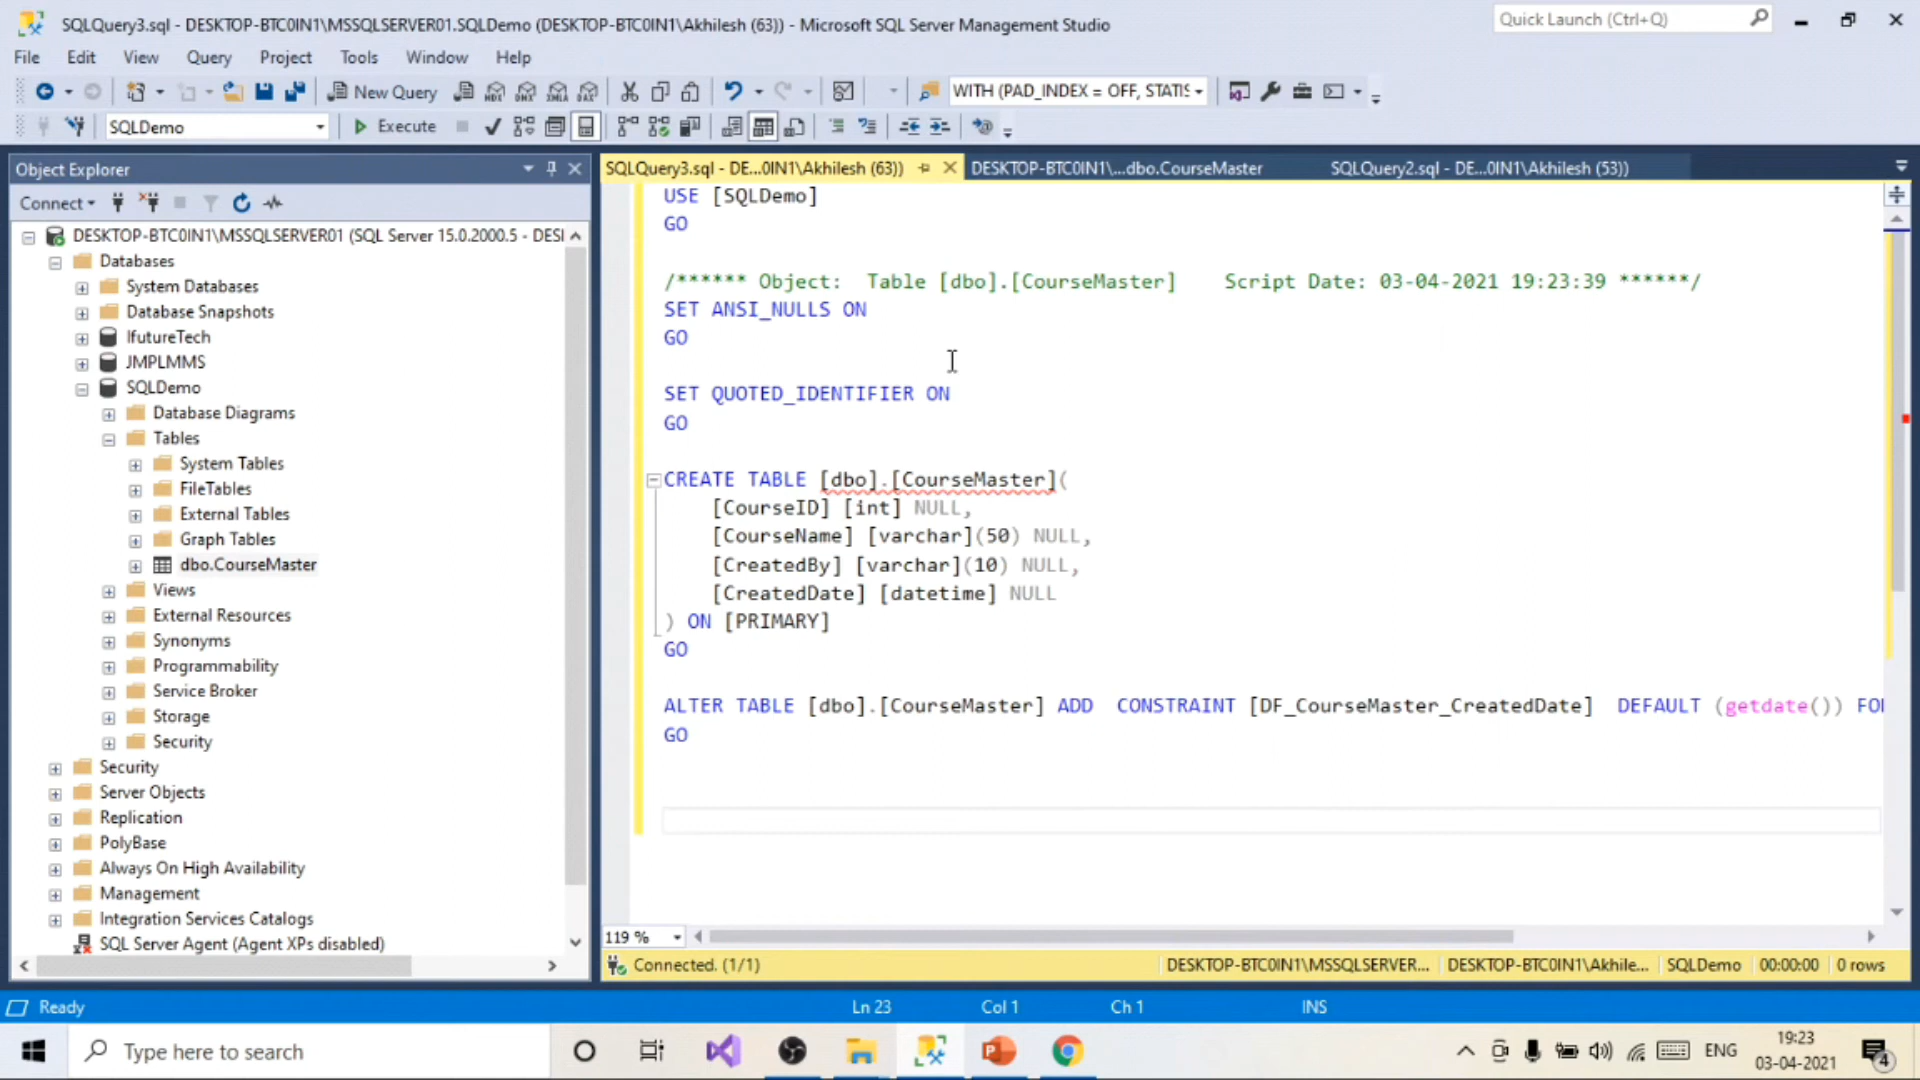 SQLQuery3.sql - DESKTOP-BTC0IN1\MSSQLSERVER01.SQLDemo (DESKTOP-BTC0IN1\Akhilesh (63)) - Microsoft SQL Server Management Studio
Quick Launch (Ctrl+Q)
File Edit View Query Project Tools Window Help
New Query
MDX DMX XMLA DAX
WITH (PAD_INDEX = OFF, STATIS
SQLDemo
Execute
Object Explorer
Connect
DESKTOP-BTC0IN1\MSSQLSERVER01 (SQL Server 15.0.2000.5 - DESI
Databases
System Databases
Database Snapshots
IfutureTech
JMPLMMS
SQLDemo
Database Diagrams
Tables
System Tables
FileTables
External Tables
Graph Tables
dbo.CourseMaster
Views
External Resources
Synonyms
Programmability
Service Broker
Storage
Security
Security
Server Objects
Replication
PolyBase
Always On High Availability
Management
Integration Services Catalogs
SQL Server Agent (Agent XPs disabled)
SQLQuery3.sql - DE...0IN1\Akhilesh (63))
DESKTOP-BTC0IN1\...dbo.CourseMaster
SQLQuery2.sql - DE...0IN1\Akhilesh (53))
USE [SQLDemo]
GO
/****** Object:  Table [dbo].[CourseMaster]    Script Date: 03-04-2021 19:23:39 ******/
SET ANSI_NULLS ON
GO
SET QUOTED_IDENTIFIER ON
GO
CREATE TABLE [dbo].[CourseMaster](
[CourseID] [int] NULL,
[CourseName] [varchar](50) NULL,
[CreatedBy] [varchar](10) NULL,
[CreatedDate] [datetime] NULL
) ON [PRIMARY]
GO
ALTER TABLE [dbo].[CourseMaster] ADD  CONSTRAINT [DF_CourseMaster_CreatedDate]  DEFAULT (getdate()) FO
GO
119 %
Connected. (1/1)
DESKTOP-BTC0IN1\MSSQLSERVER...
DESKTOP-BTC0IN1\Akhile...
SQLDemo
00:00:00
0 rows
Ready
Ln 23
Col 1
Ch 1
INS
Type here to search
ENG
19:23
03-04-2021
4